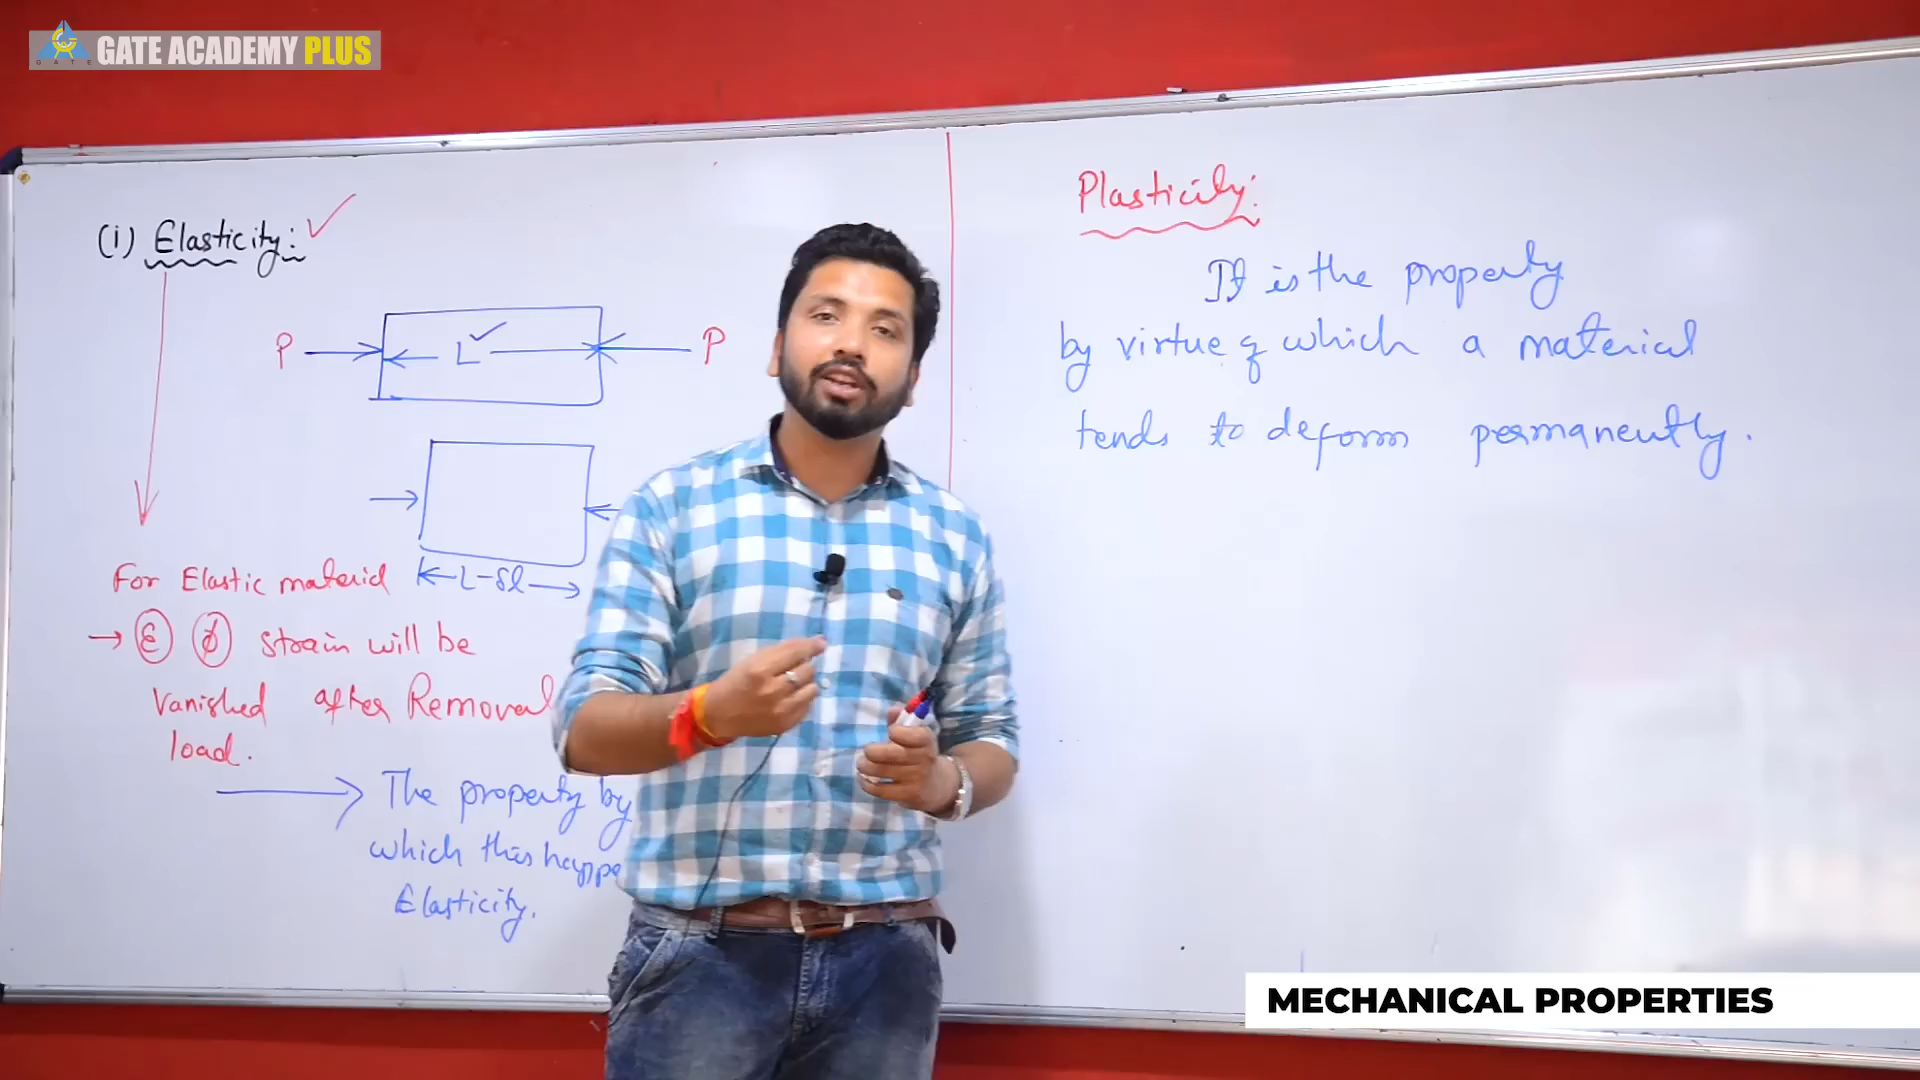 GATE
GATE ACADEMY PLUS
(i) Elasticity:
P L P
L-δl
For Elastic material
→ ε ϕ strain will be
vanished after Removal
load.
The property by
which this happe
Elasticity.
Plasticity:
It is the property
by virtue of which a material
tends to deform permanently.
MECHANICAL PROPERTIES